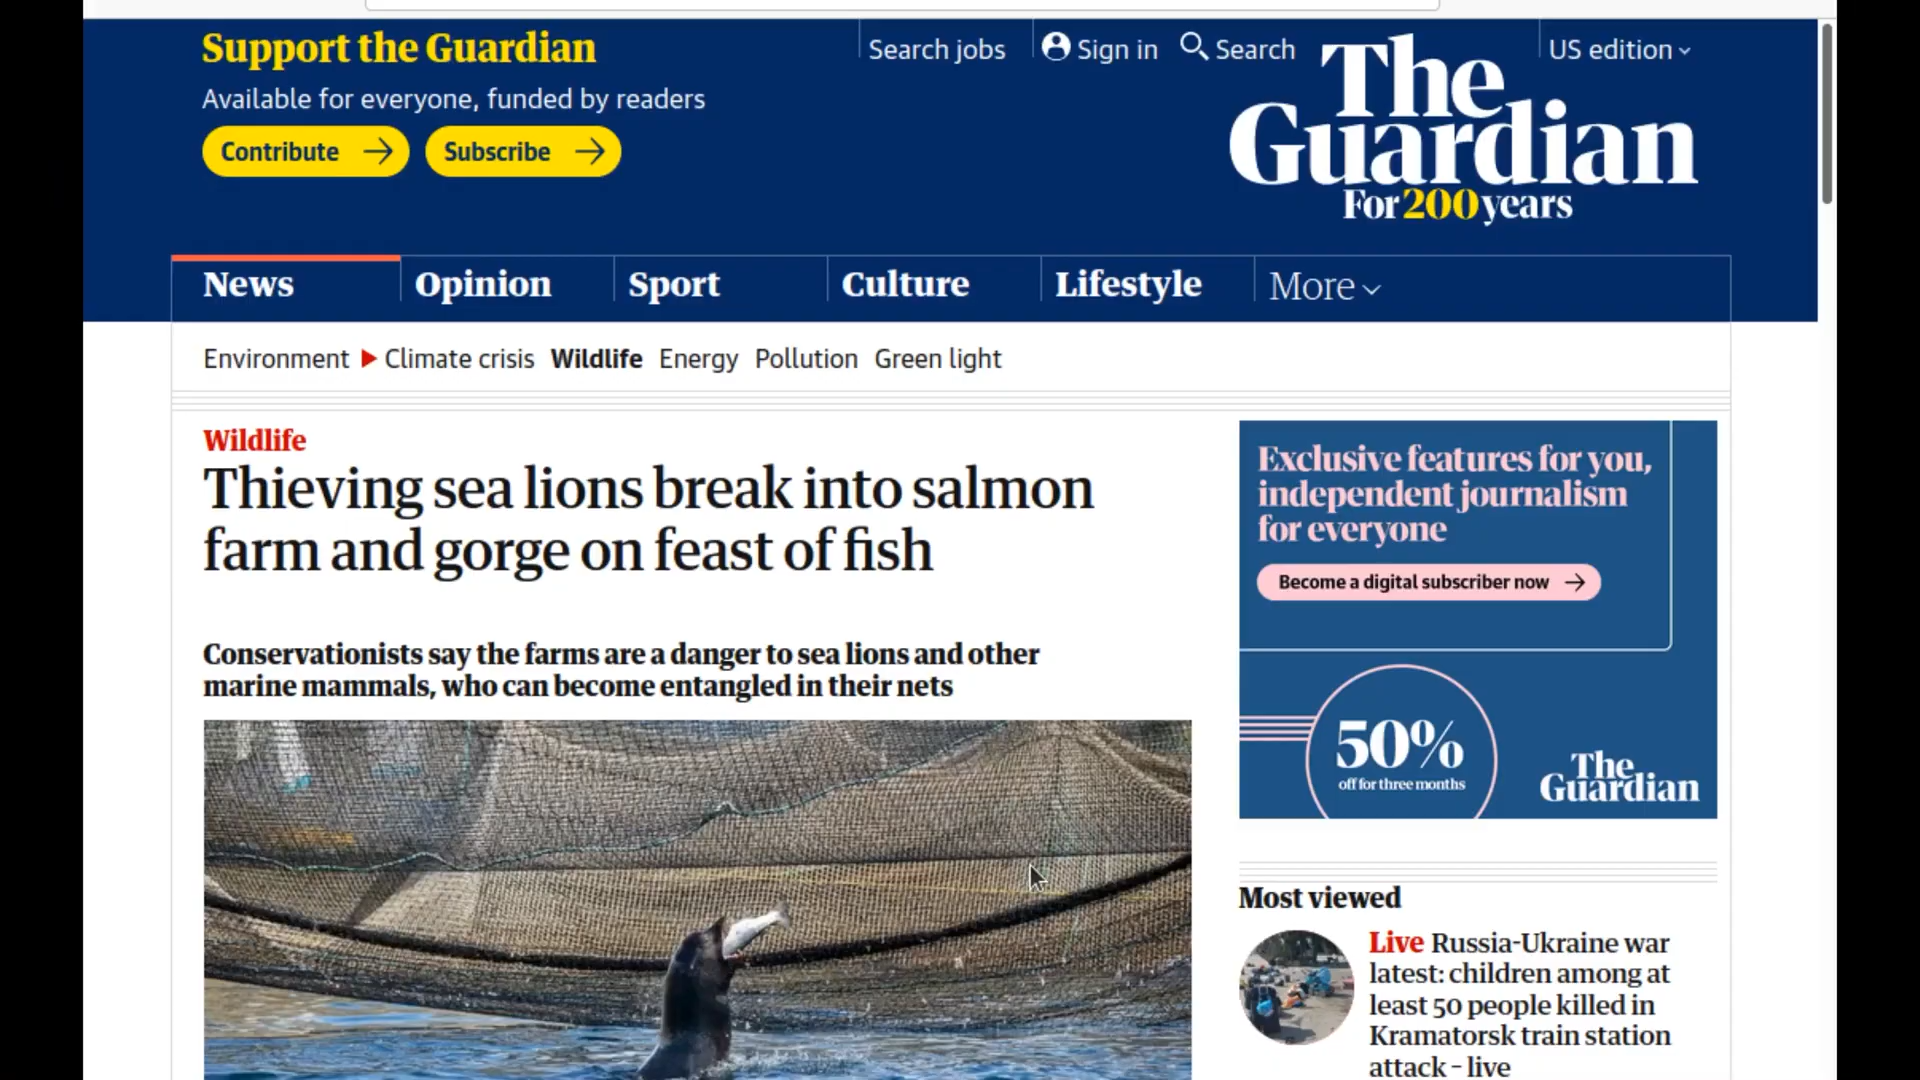 Support the Guardian
Available for everyone, funded by readers
Contribute
Subscribe
Search jobs
Sign in
Search
US edition
The
Guardian
For 200 years
News
Opinion
Sport
Culture
Lifestyle
More
Environment
Climate crisis
Wildlife
Energy
Pollution
Green light
Wildlife
Thieving sea lions break into salmon
farm and gorge on feast of fish
Conservationists say the farms are a danger to sea lions and other
marine mammals, who can become entangled in their nets
Exclusive features for you,
independent journalism
for everyone
Become a digital subscriber now
50%
off for three months
The
Guardian
Most viewed
Live Russia-Ukraine war
latest: children among at
least 50 people killed in
Kramatorsk train station
attack – live